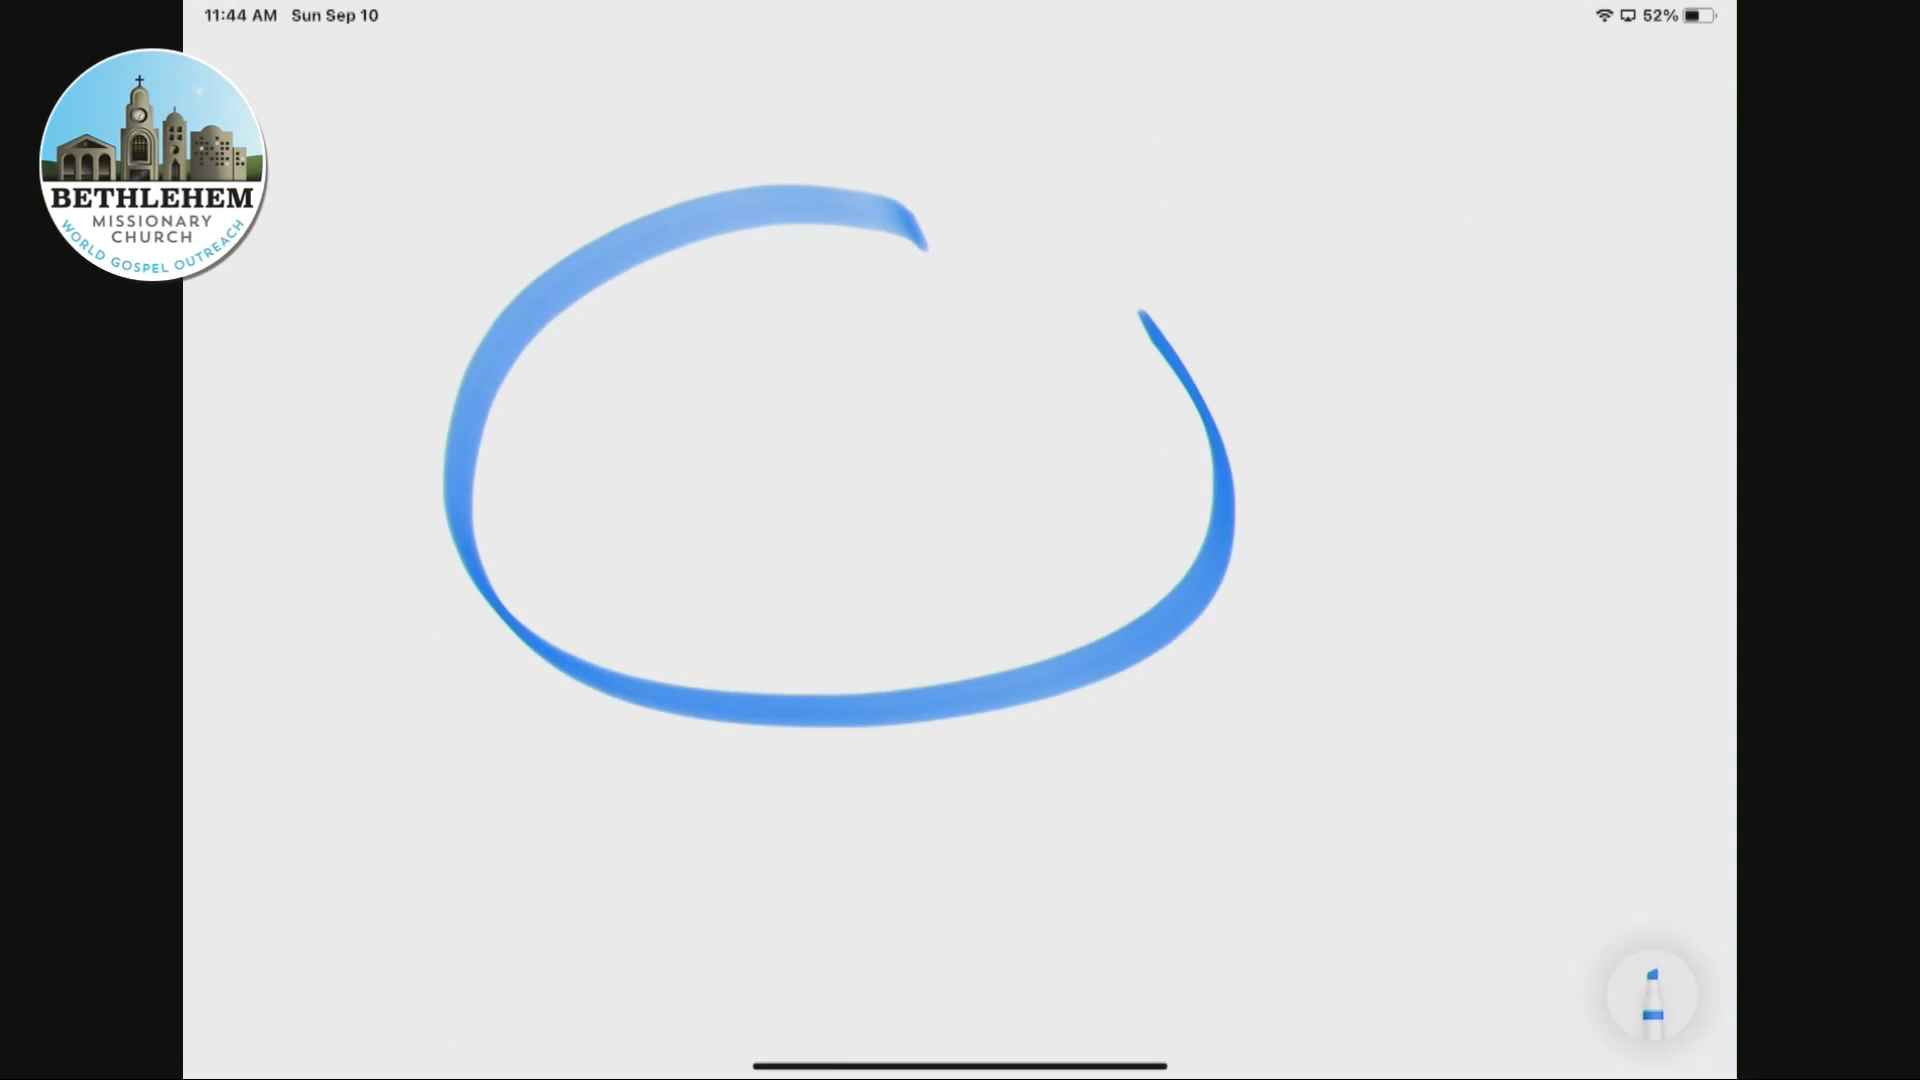 11:44 AM Sun Sep 10 52%
BETHLEHEM
MISSIONARY
CHURCH
WORLD GOSPEL OUTREACH